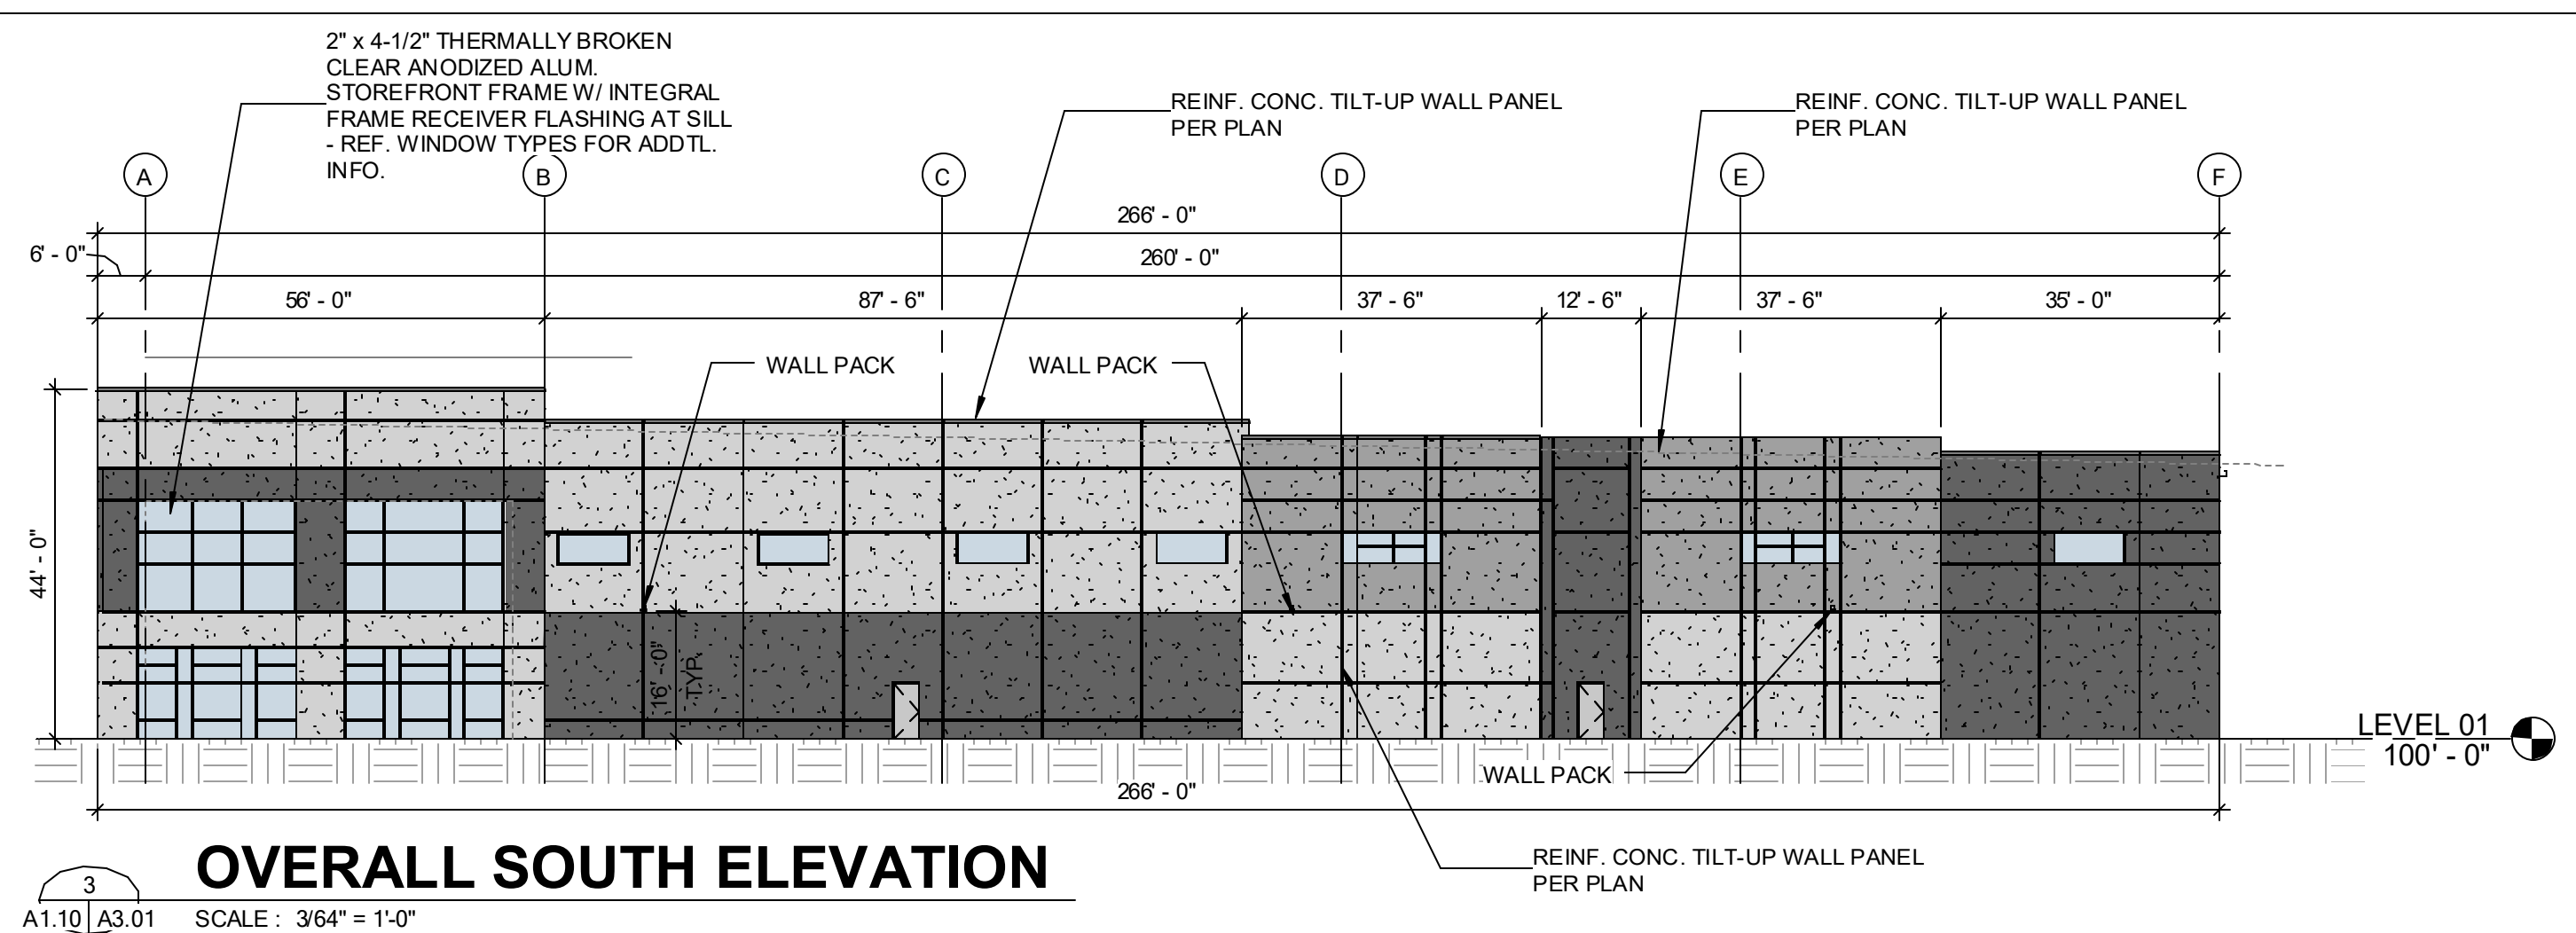 2" x 4-1/2" THERMALLY BROKEN
CLEAR ANODIZED ALUM.
STOREFRONT FRAME W/ INTEGRAL
FRAME RECEIVER FLASHING AT SILL
- REF. WINDOW TYPES FOR ADDTL.
INFO.
REINF. CONC. TILT-UP WALL PANEL
PER PLAN
REINF. CONC. TILT-UP WALL PANEL
PER PLAN
A
B
C
D
E
F
266' - 0"
6' - 0"
260' - 0"
56' - 0"
87' - 6"
37' - 6"
12' - 6"
37' - 6"
35' - 0"
WALL PACK
WALL PACK
44' - 0"
16' - 0"
TYP.
LEVEL 01
100' - 0"
WALL PACK
266' - 0"
REINF. CONC. TILT-UP WALL PANEL
PER PLAN
OVERALL SOUTH ELEVATION
3
A1.10 A3.01
SCALE : 3/64" = 1'-0"